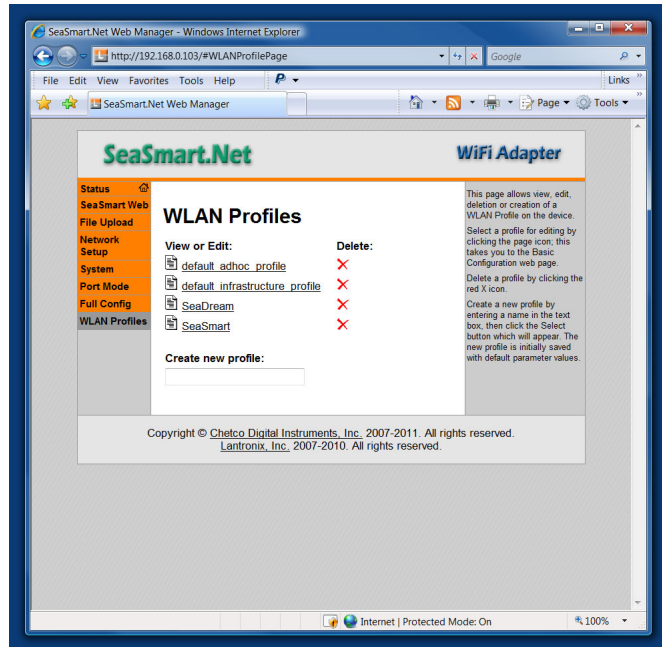 SeaSmart.Net Web Manager - Windows Internet Explorer
http://192.168.0.103/#WLANProfilePage
Google
File Edit View Favorites Tools Help
Links
SeaSmart.Net Web Manager
Page Tools
SeaSmart.Net
WiFi Adapter
Status
SeaSmart Web
File Upload
Network
Setup
System
Port Mode
Full Config
WLAN Profiles
WLAN Profiles
View or Edit: Delete:
default_adhoc_profile
default_infrastructure_profile
SeaDream
SeaSmart
Create new profile:
This page allows view, edit,
deletion or creation of a
WLAN Profile on the device.
Select a profile for editing by
clicking the page icon; this
takes you to the Basic
Configuration web page.
Delete a profile by clicking the
red X icon.
Create a new profile by
entering a name in the text
box, then click the Select
button which will appear. The
new profile is initially saved
with default parameter values.
Copyright © Chetco Digital Instruments, Inc. 2007-2011. All rights reserved.
Lantronix, Inc. 2007-2010. All rights reserved.
Internet | Protected Mode: On
100%